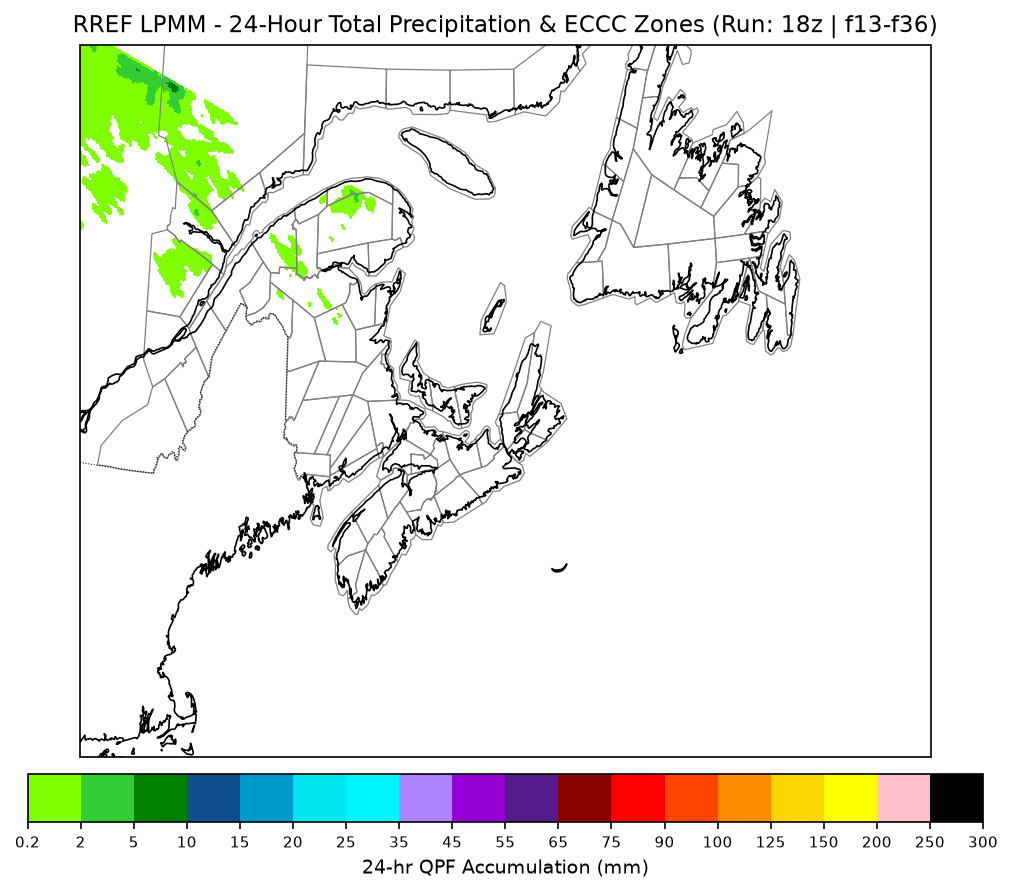 RREF LPMM - 24-Hour Total Precipitation & ECCC Zones (Run: 18z | f13-f36)
0.2 2 5 10 15 20 25 35 45 55 65 75 90 100 125 150 200 250 300
24-hr QPF Accumulation (mm)